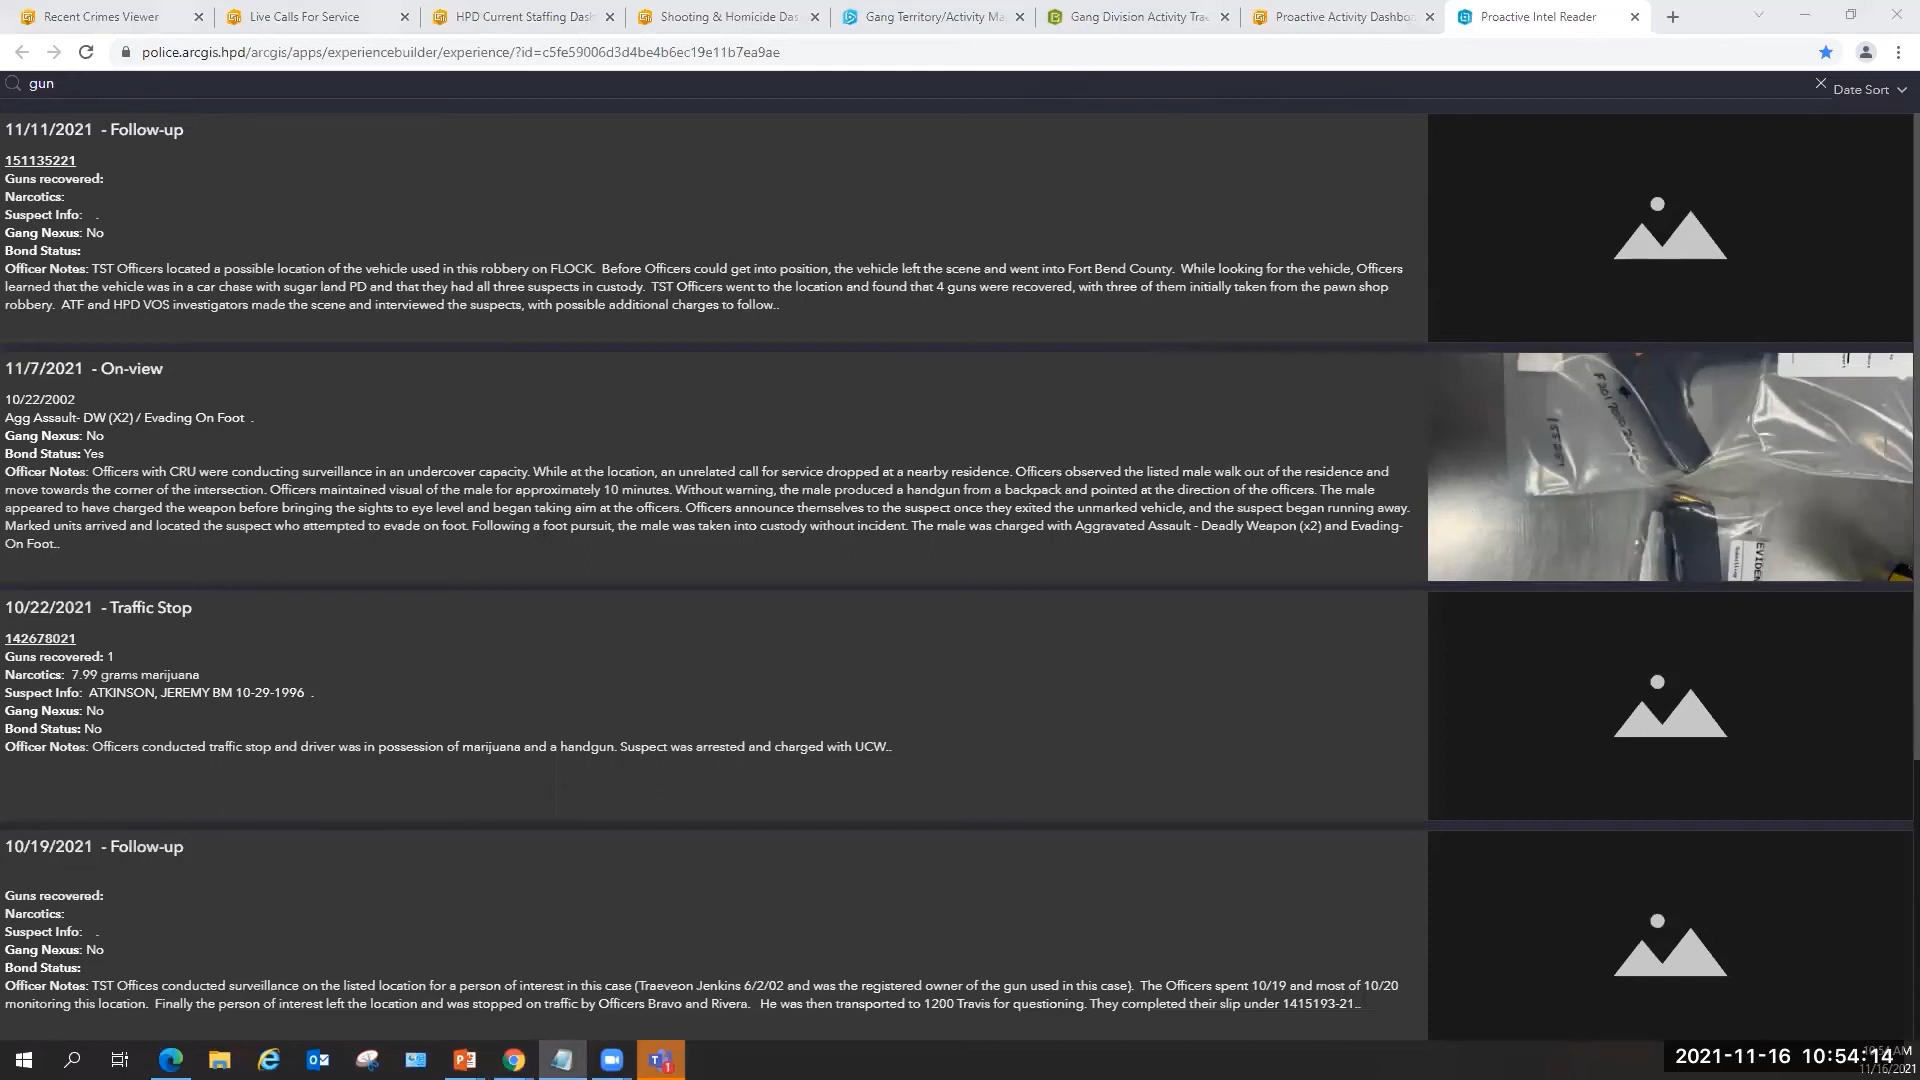 Recent Crimes Viewer
Live Calls For Service
HPD Current Staffing Das
Shooting & Homicide Das
Gang Territory/Activity Ma
Gang Division Activity Tra
Proactive Activity Dashbo
Proactive Intel Reader
police.arcgis.hpd/arcgis/apps/experiencebuilder/experience/?id=c5fe59006d3d4be4b6ec19e11b7ea9ae
gun
Date Sort
11/11/2021 - Follow-up
151135221
Guns recovered:
Narcotics:
Suspect Info: .
Gang Nexus: No
Bond Status:
Officer Notes: TST Officers located a possible location of the vehicle used in this robbery on FLOCK. Before Officers could get into position, the vehicle left the scene and went into Fort Bend County. While looking for the vehicle, Officers
learned that the vehicle was in a car chase with sugar land PD and that they had all three suspects in custody. TST Officers went to the location and found that 4 guns were recovered, with three of them initially taken from the pawn shop
robbery. ATF and HPD VOS investigators made the scene and interviewed the suspects, with possible additional charges to follow..
11/7/2021 - On-view
10/22/2002
Agg Assault- DW (X2) / Evading On Foot .
Gang Nexus: No
Bond Status: Yes
Officer Notes: Officers with CRU were conducting surveillance in an undercover capacity. While at the location, an unrelated call for service dropped at a nearby residence. Officers observed the listed male walk out of the residence and
move towards the corner of the intersection. Officers maintained visual of the male for approximately 10 minutes. Without warning, the male produced a handgun from a backpack and pointed at the direction of the officers. The male
appeared to have charged the weapon before bringing the sights to eye level and began taking aim at the officers. Officers announce themselves to the suspect once they exited the unmarked vehicle, and the suspect began running away.
Marked units arrived and located the suspect who attempted to evade on foot. Following a foot pursuit, the male was taken into custody without incident. The male was charged with Aggravated Assault - Deadly Weapon (x2) and Evading-
On Foot..
EVIDEN
10/22/2021 - Traffic Stop
142678021
Guns recovered: 1
Narcotics: 7.99 grams marijuana
Suspect Info: ATKINSON, JEREMY BM 10-29-1996 .
Gang Nexus: No
Bond Status: No
Officer Notes: Officers conducted traffic stop and driver was in possession of marijuana and a handgun. Suspect was arrested and charged with UCW..
10/19/2021 - Follow-up
Guns recovered:
Narcotics:
Suspect Info: .
Gang Nexus: No
Bond Status:
Officer Notes: TST Offices conducted surveillance on the listed location for a person of interest in this case (Traeveon Jenkins 6/2/02 and was the registered owner of the gun used in this case). The Officers spent 10/19 and most of 10/20
monitoring this location. Finally the person of interest left the location and was stopped on traffic by Officers Bravo and Rivera. He was then transported to 1200 Travis for questioning. They completed their slip under 1415193-21..
2021-11-16 10:54:14
11/16/2021